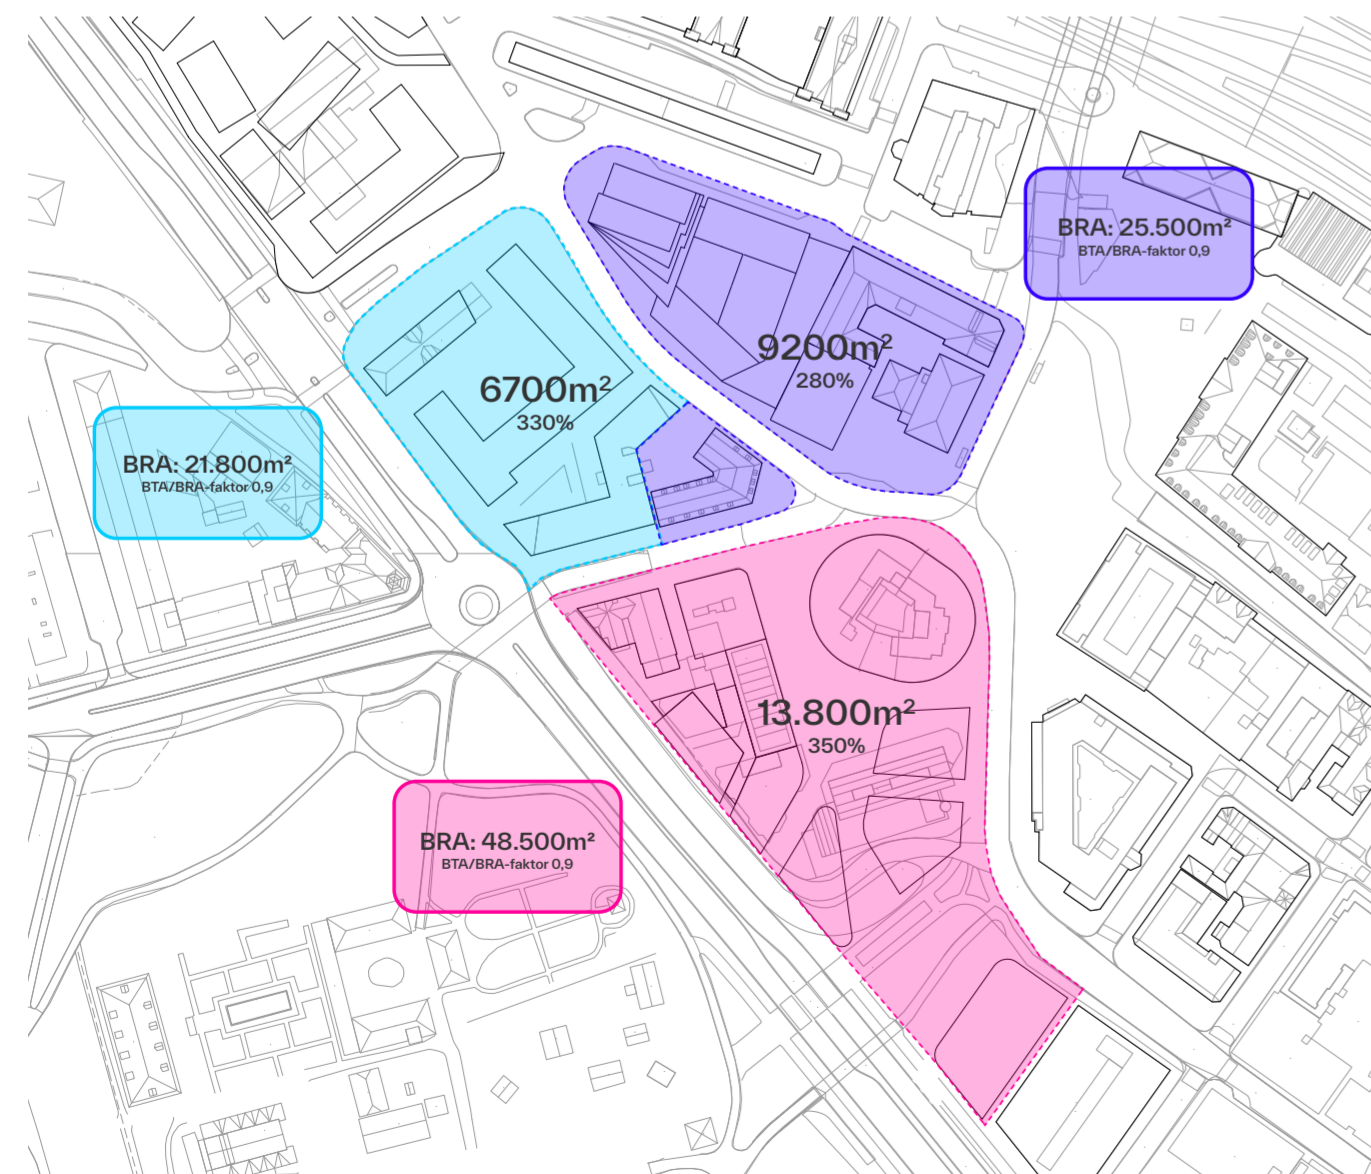 BRA: 25.500m²
BTA/BRA-faktor 0,9
9200m²
280%
6700m²
330%
BRA: 21.800m²
BTA/BRA-faktor 0,9
13.800m²
350%
BRA: 48.500m²
BTA/BRA-faktor 0,9